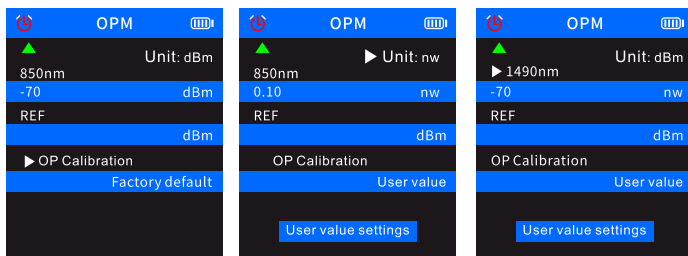 OPM
Unit: dBm
850nm
-70 dBm
REF
dBm
OP Calibration
Factory default
OPM
Unit: nw
850nm
0.10 nw
REF
dBm
OP Calibration
User value
User value settings
OPM
Unit: dBm
1490nm
-70 nw
REF
dBm
OP Calibration
User value
User value settings